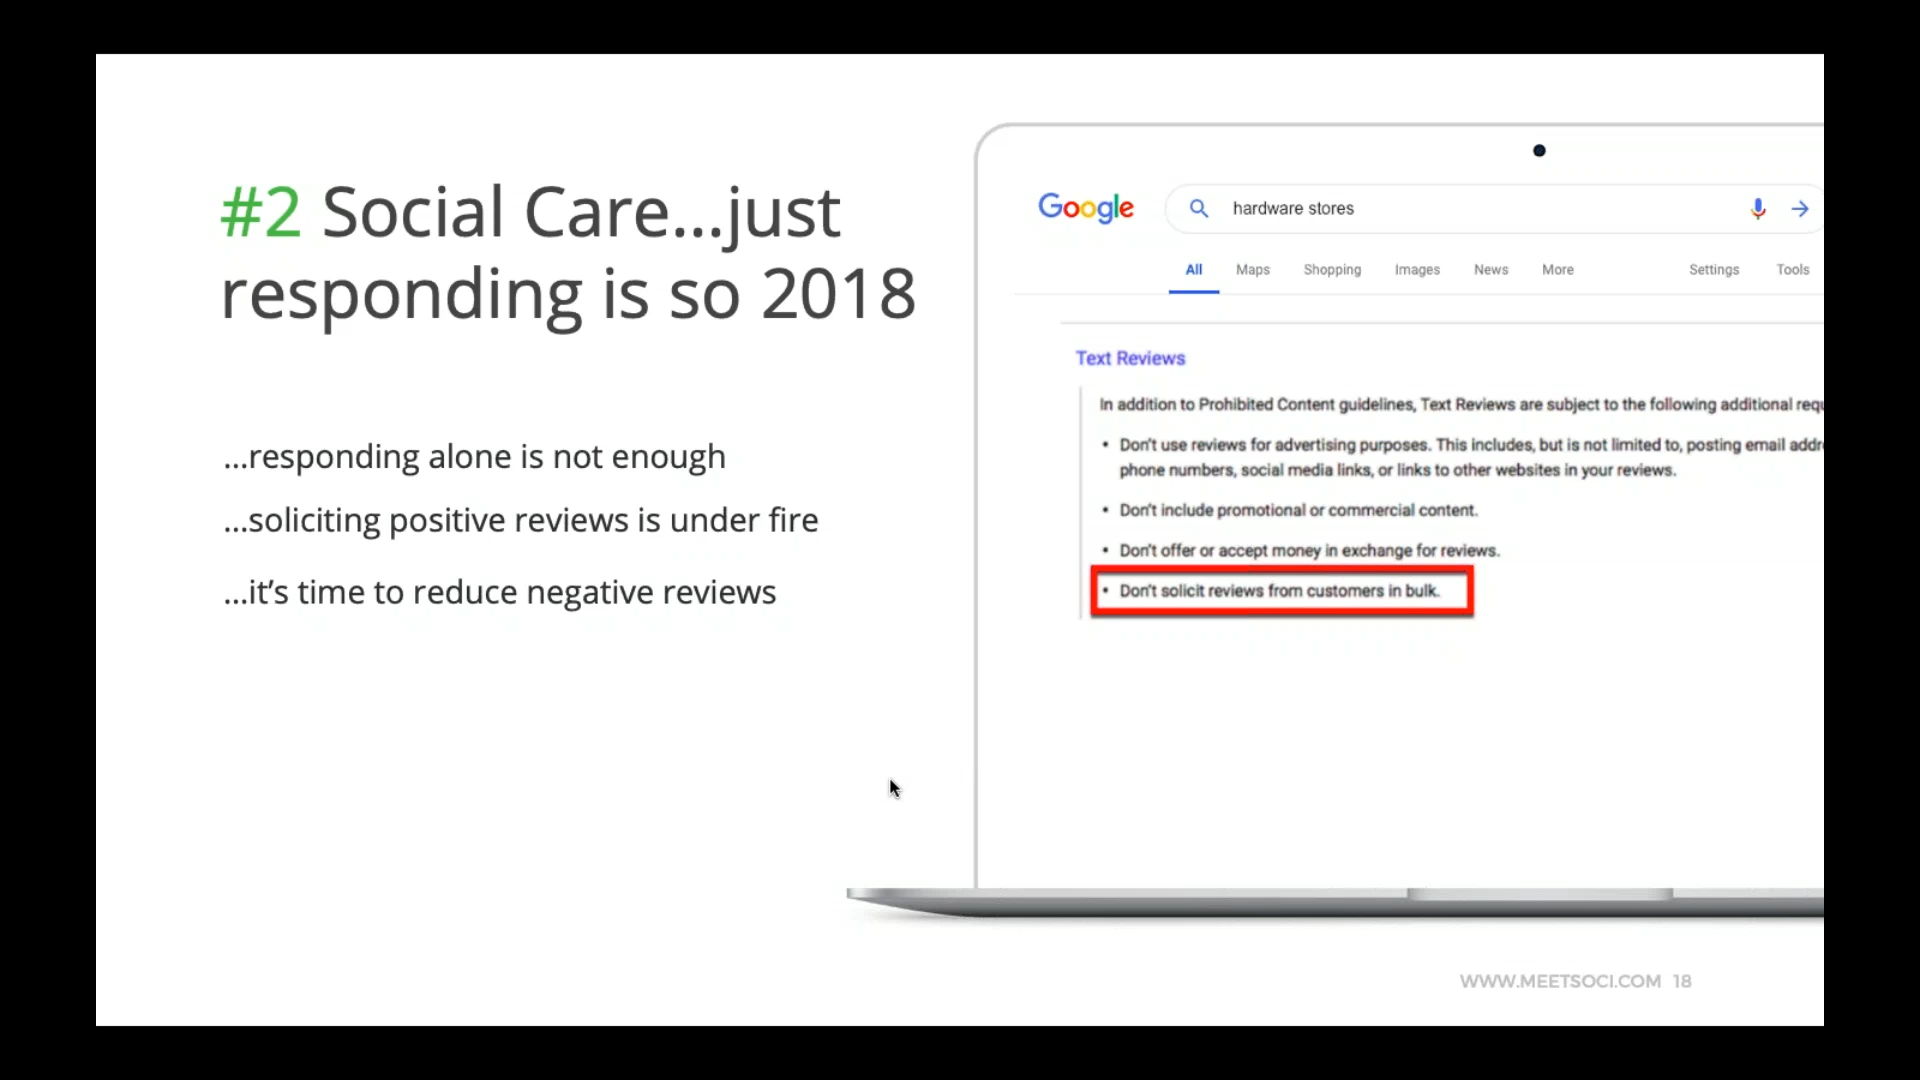 #2 Social Care...just
responding is so 2018
...responding alone is not enough
...soliciting positive reviews is under fire
...it's time to reduce negative reviews
Google
hardware stores
All Maps Shopping Images News More Settings Tools
Text Reviews
In addition to Prohibited Content guidelines, Text Reviews are subject to the following additional requ
• Don't use reviews for advertising purposes. This includes, but is not limited to, posting email addr
phone numbers, social media links, or links to other websites in your reviews.
• Don't include promotional or commercial content.
• Don't offer or accept money in exchange for reviews.
• Don't solicit reviews from customers in bulk.
WWW.MEETSOCI.COM 18